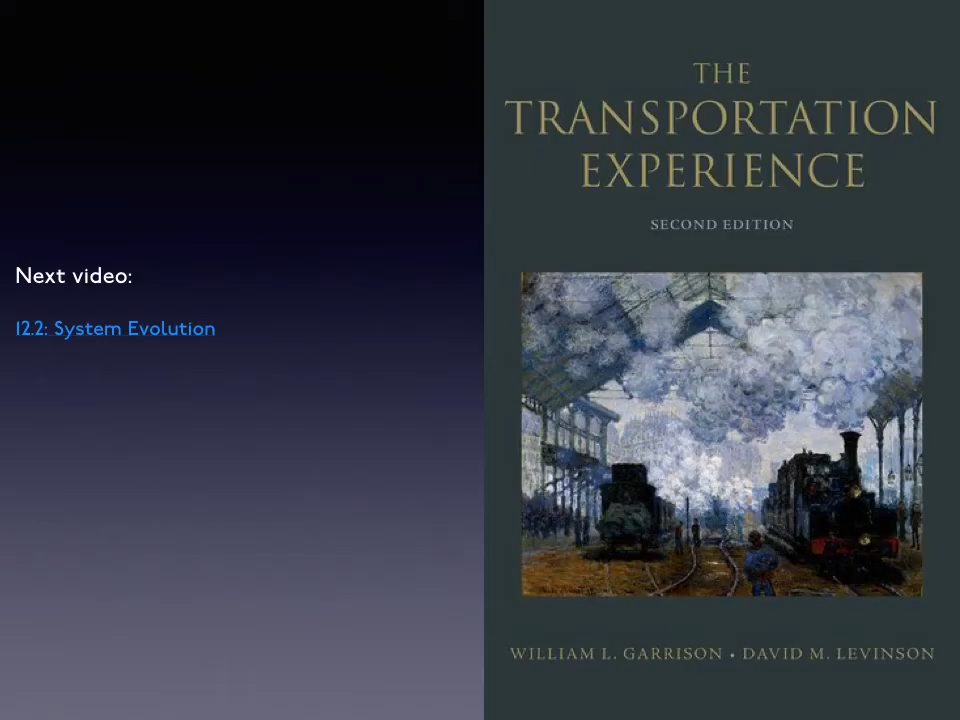 Next video:
12.2: System Evolution
THE
TRANSPORTATION
EXPERIENCE
SECOND EDITION
WILLIAM L. GARRISON • DAVID M. LEVINSON